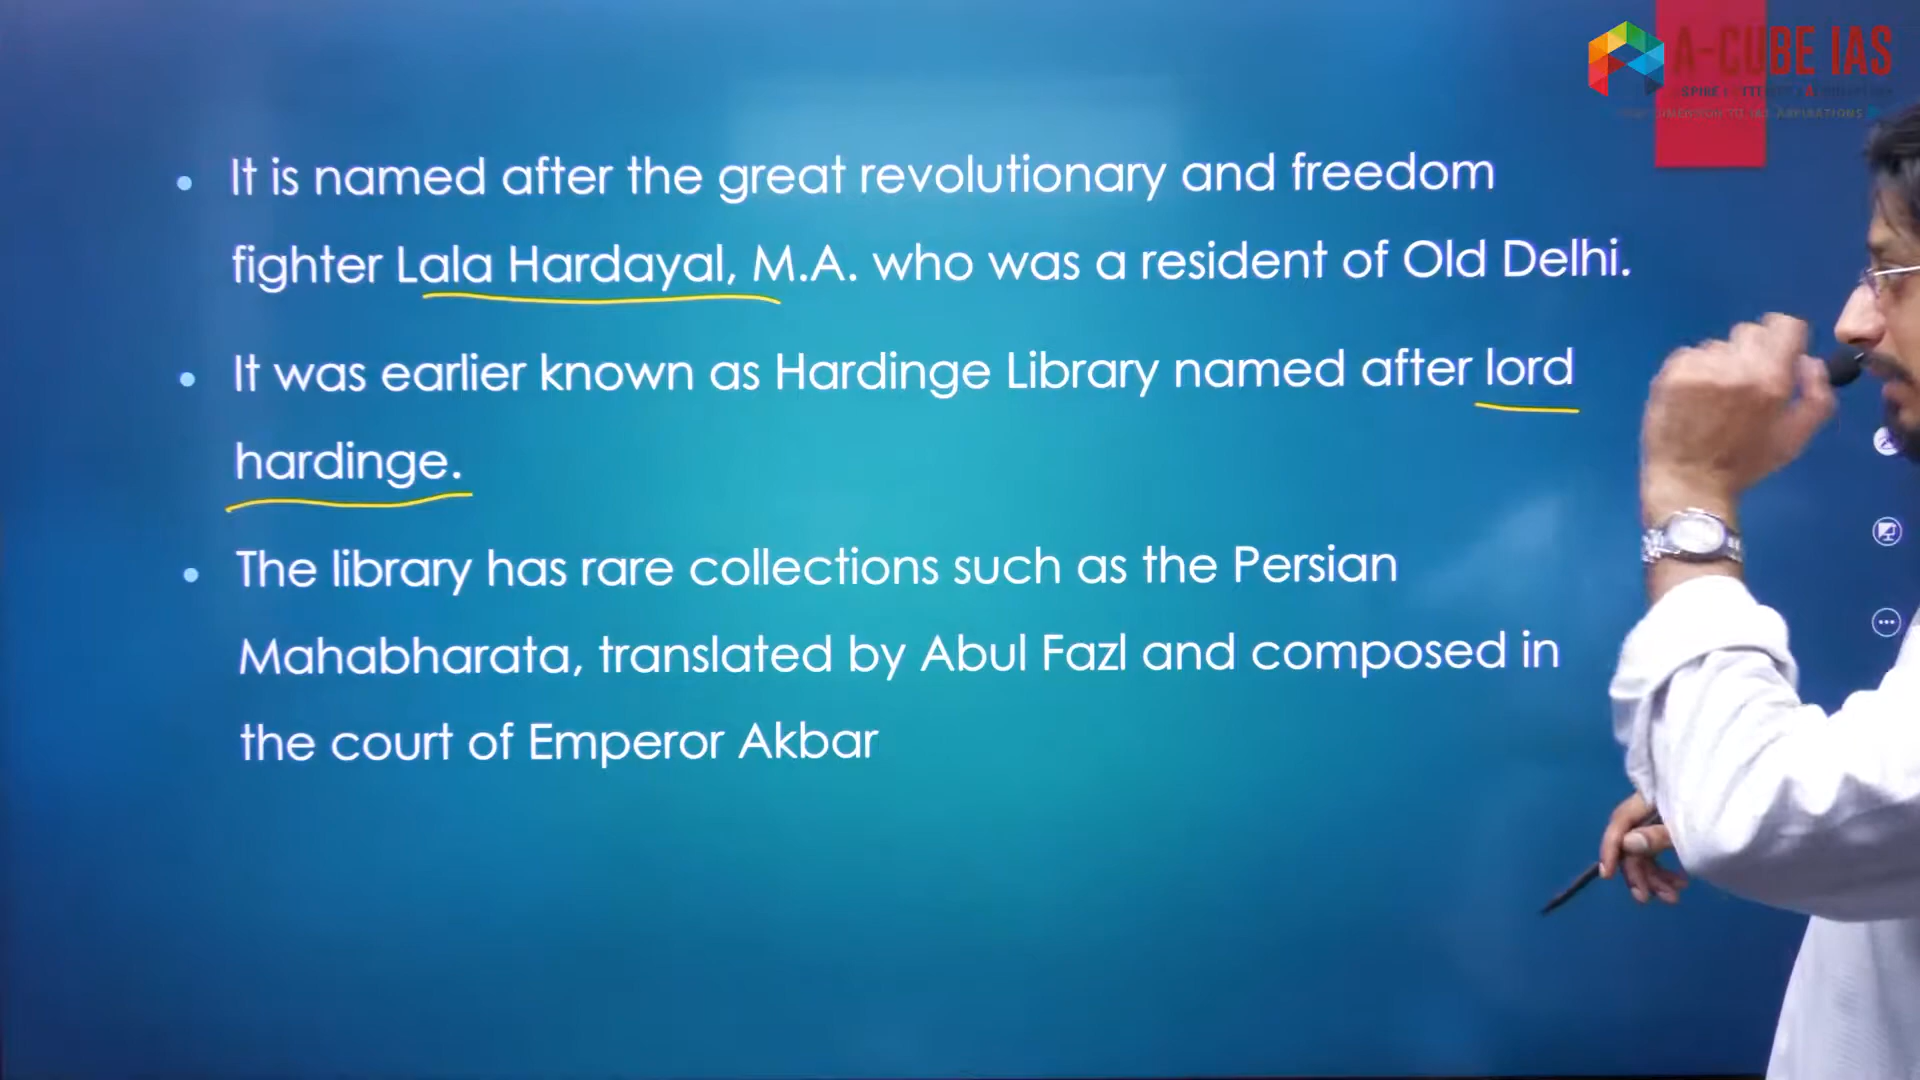 A-CUBE IAS
It is named after the great revolutionary and freedom
fighter Lala Hardayal, M.A. who was a resident of Old Delhi.
It was earlier known as Hardinge Library named after lord
hardinge.
The library has rare collections such as the Persian
Mahabharata, translated by Abul Fazl and composed in
the court of Emperor Akbar